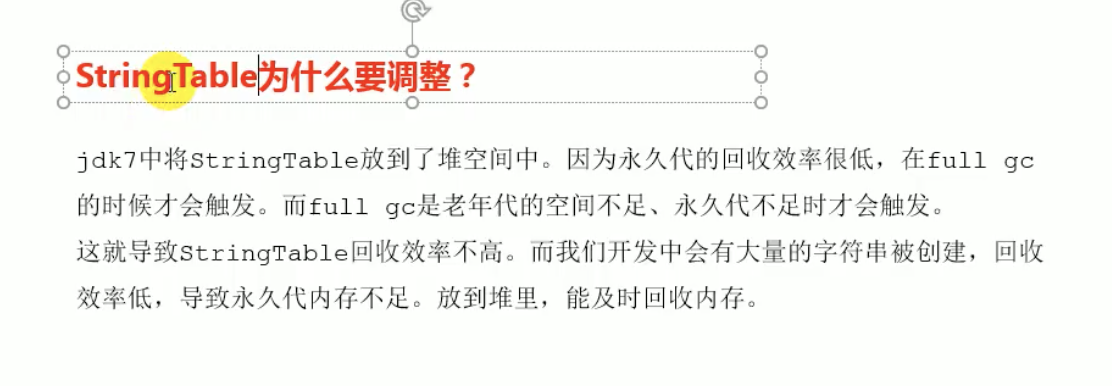 StringTable为什么要调整？
jdk7中将StringTable放到了堆空间中。因为永久代的回收效率很低，在full gc
的时候才会触发。而full gc是老年代的空间不足、永久代不足时才会触发。
这就导致StringTable回收效率不高。而我们开发中会有大量的字符串被创建，回收
效率低，导致永久代内存不足。放到堆里，能及时回收内存。